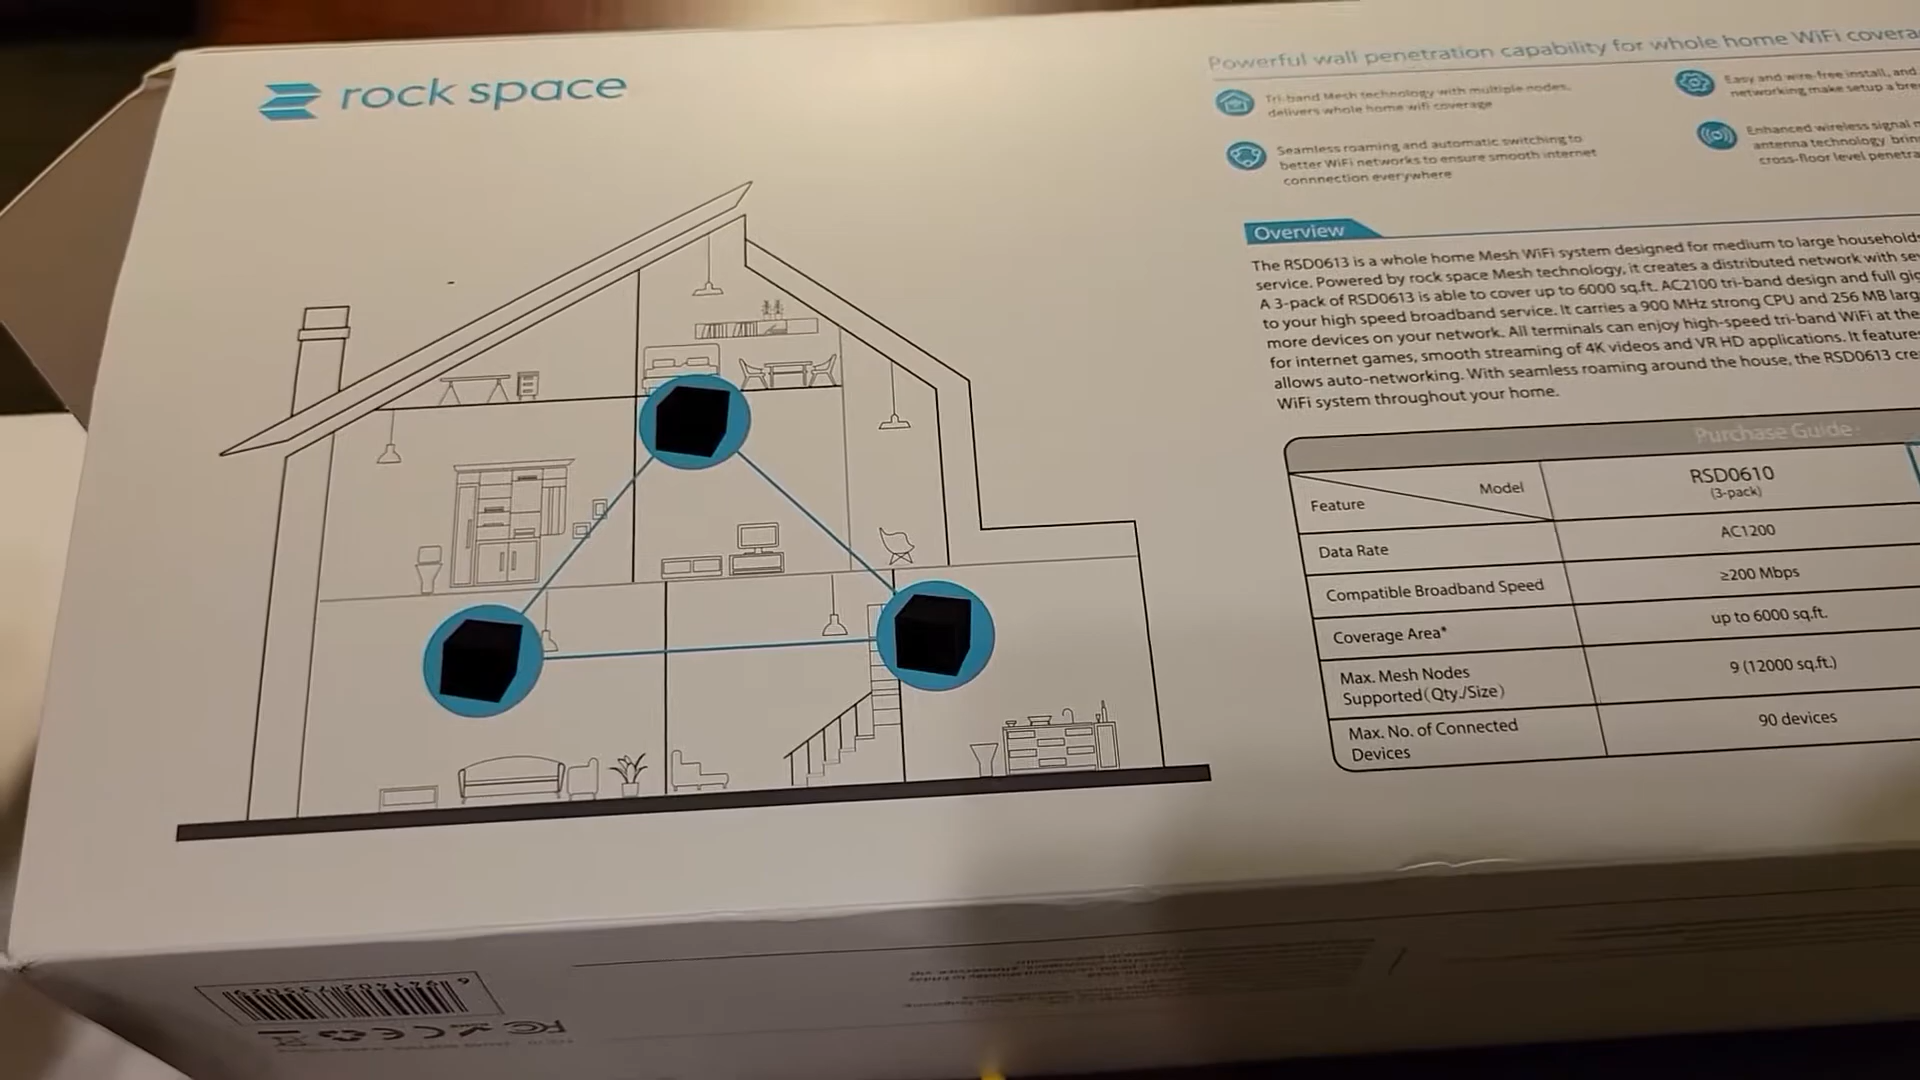 rock space
Powerful wall penetration capability for whole home WiFi
Tri-band Mesh technology with multiple nodes,
delivers whole home wifi coverage
Seamless roaming and automatic switching to
better WiFi networks to ensure smooth internet
connnection everywhere
Easy and wire-free install, and
networking make setup a
Enhanced wireless signal
antenna technology
cross-floor level
Overview
The RSD0613 is a whole home Mesh WiFi system designed for medium to large households
service. Powered by rock space Mesh technology, it creates a distributed network with
A 3-pack of RSD0613 is able to cover up to 6000 sq.ft. AC2100 tri-band design and full
to your high speed broadband service. It carries a 900 MHz strong CPU and 256 MB
more devices on your network. All terminals can enjoy high-speed tri-band WiFi at the
for internet games, smooth streaming of 4K videos and VR HD applications. It
allows auto-networking. With seamless roaming around the house, the RSD0613
WiFi system throughout your home.
Purchase Guide
Feature Model RSD0610
(3-pack)
Data Rate AC1200
Compatible Broadband Speed ≥200 Mbps
Coverage Area* up to 6000 sq.ft.
Max. Mesh Nodes
Supported(Qty./Size) 9 (12000 sq.ft.)
Max. No. of Connected
Devices 90 devices
FC CE